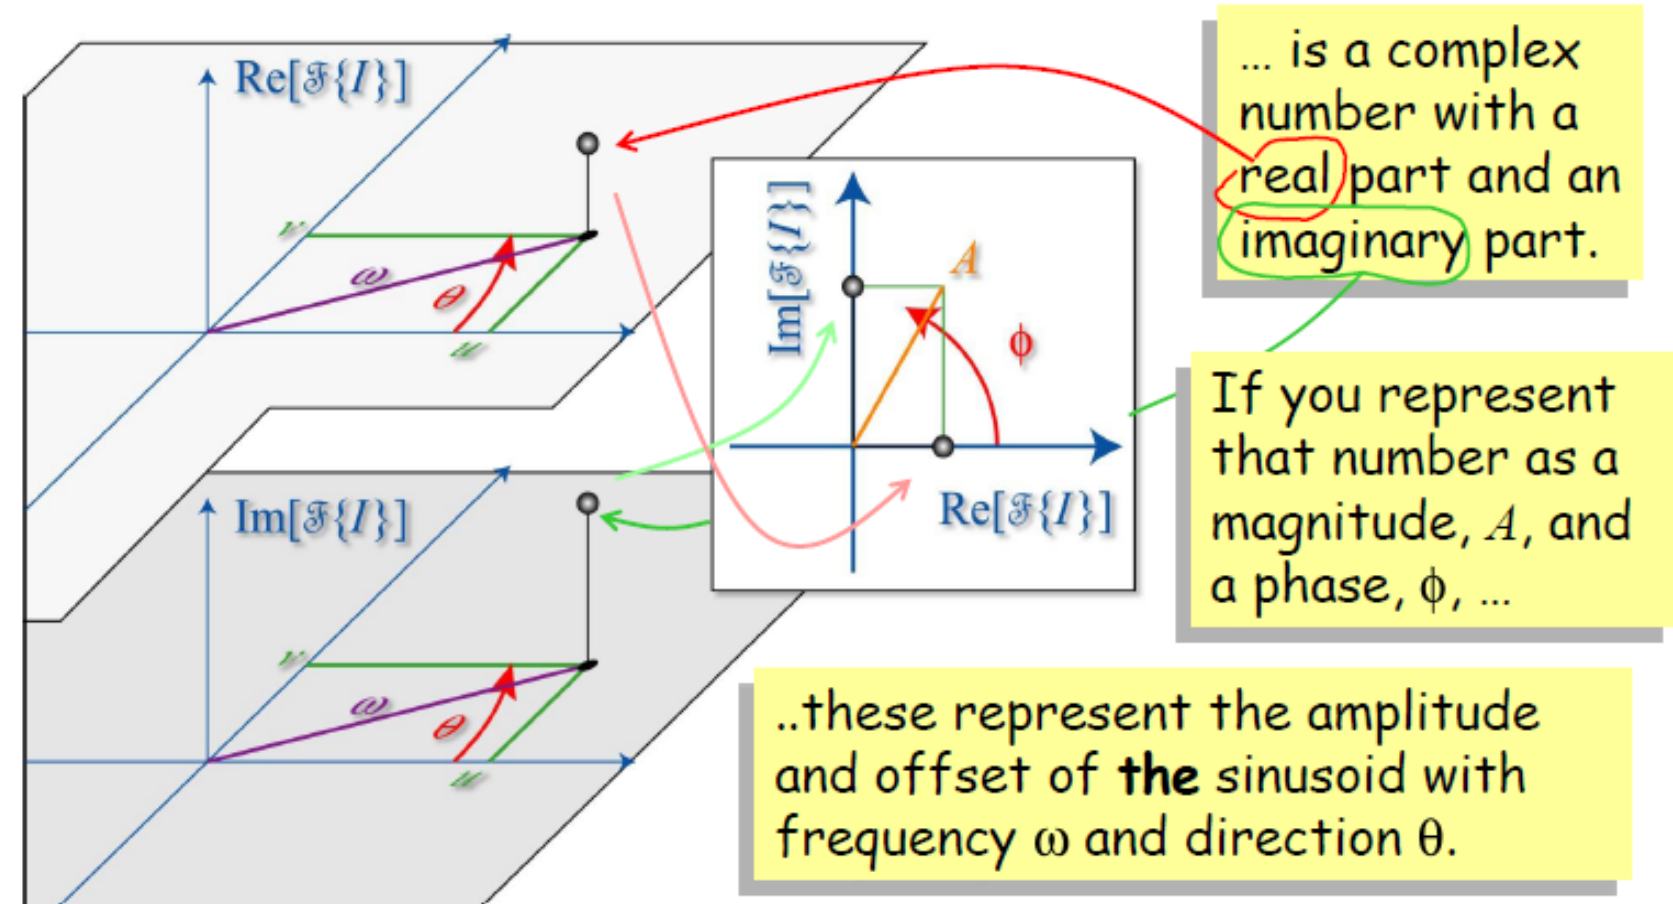 Re[𝔉{I}]
v
ω
θ
u
Im[𝔉{I}]
A
ϕ
Re[𝔉{I}]
Im[𝔉{I}]
v
ω
θ
u
... is a complex
number with a
real part and an
imaginary part.
If you represent
that number as a
magnitude, A, and
a phase, ϕ, ...
..these represent the amplitude
and offset of the sinusoid with
frequency ω and direction θ.